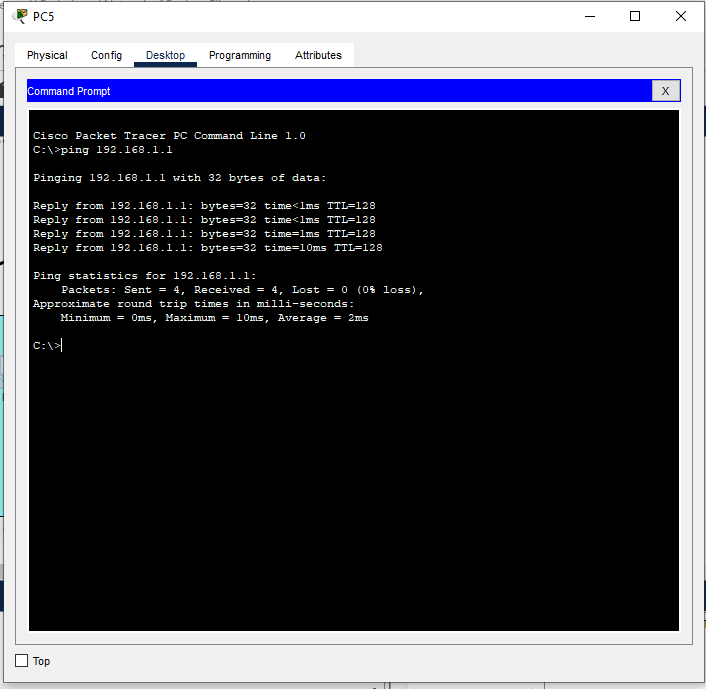 PC5
Physical Config Desktop Programming Attributes
Command Prompt X
Cisco Packet Tracer PC Command Line 1.0
C:\>ping 192.168.1.1
Pinging 192.168.1.1 with 32 bytes of data:
Reply from 192.168.1.1: bytes=32 time<1ms TTL=128
Reply from 192.168.1.1: bytes=32 time<1ms TTL=128
Reply from 192.168.1.1: bytes=32 time=1ms TTL=128
Reply from 192.168.1.1: bytes=32 time=10ms TTL=128
Ping statistics for 192.168.1.1:
Packets: Sent = 4, Received = 4, Lost = 0 (0% loss),
Approximate round trip times in milli-seconds:
Minimum = 0ms, Maximum = 10ms, Average = 2ms
C:\>
Top